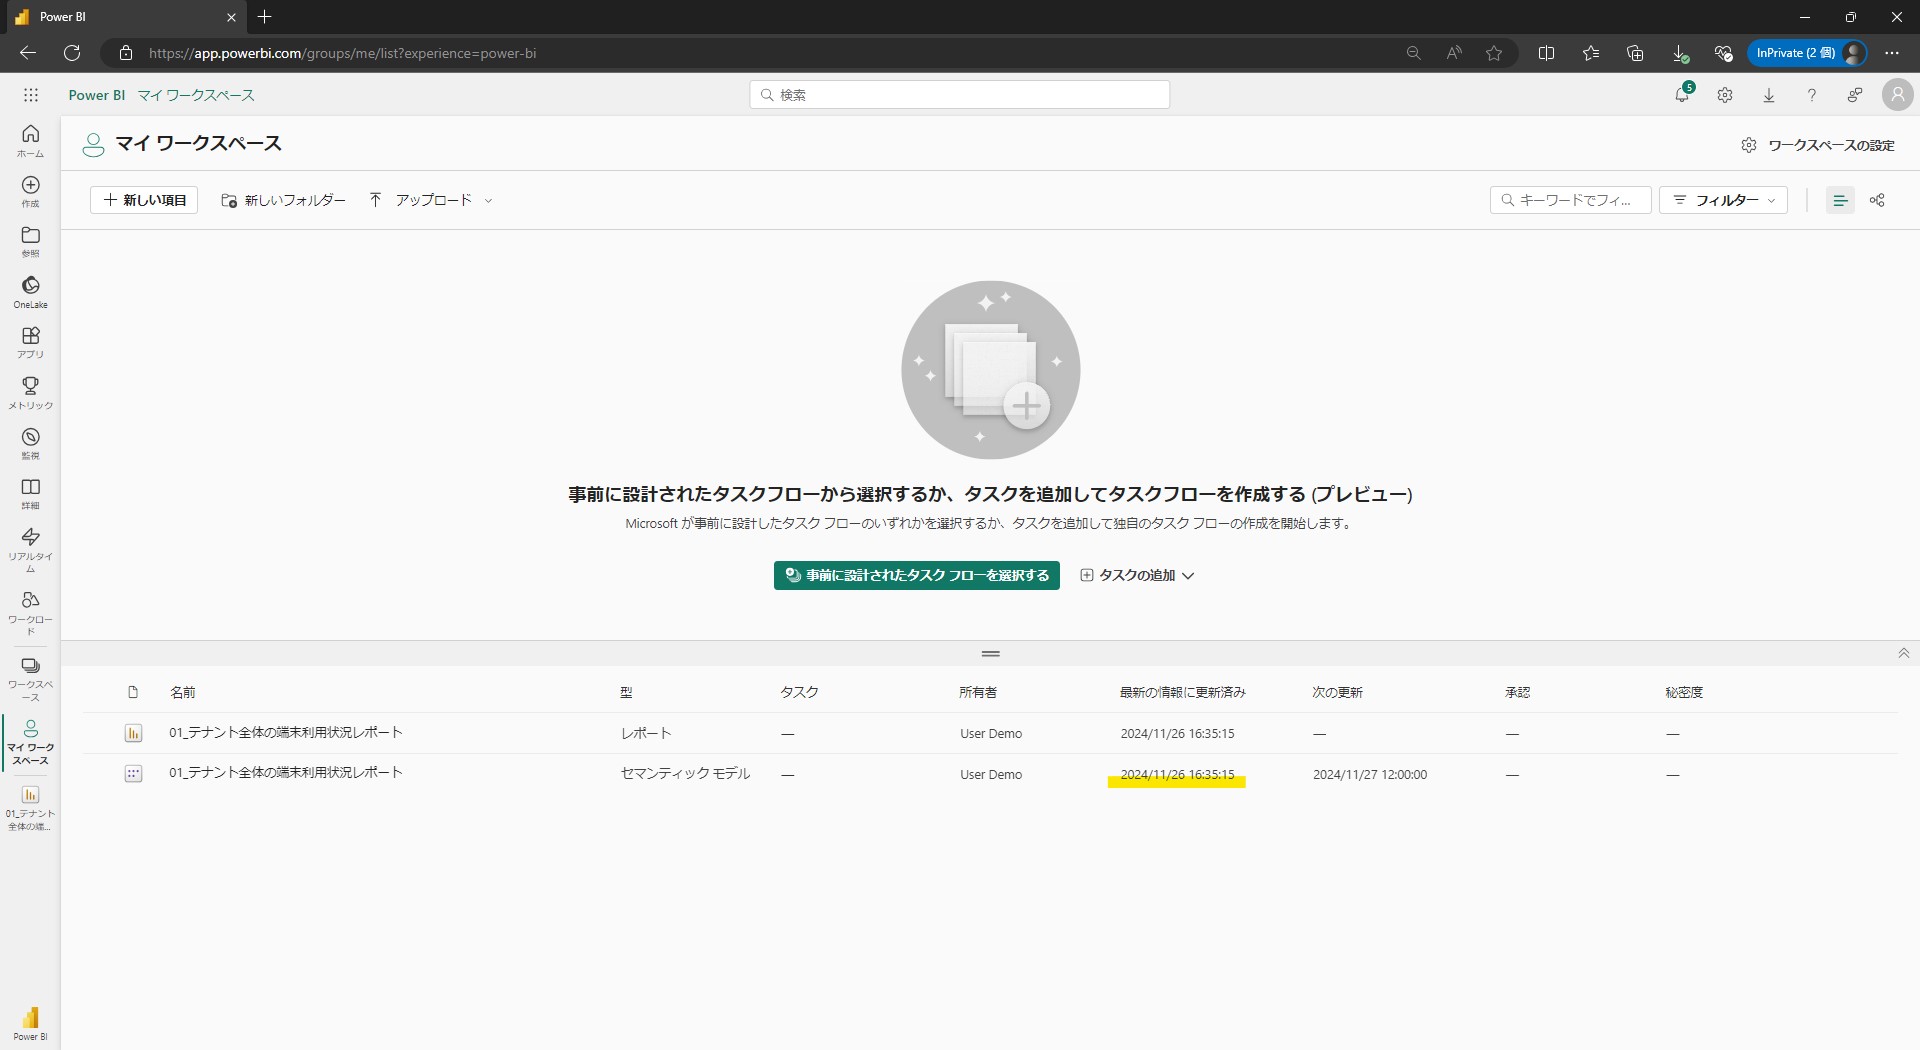 Power BI
https://app.powerbi.com/groups/me/list?experience=power-bi
InPrivate (2 個)
Power BI マイ ワークスペース
検索
5
ホーム
作成
参照
OneLake
アプリ
メトリック
監視
詳細
リアルタイ
ム
ワークロー
ド
ワークスペ
ース
マイ ワーク
スペース
01_テナント
全体の端...
Power BI
マイ ワークスペース
ワークスペースの設定
新しい項目
新しいフォルダー
アップロード
キーワードでフィ...
フィルター
事前に設計されたタスクフローから選択するか、タスクを追加してタスクフローを作成する (プレビュー)
Microsoft が事前に設計したタスク フローのいずれかを選択するか、タスクを追加して独自のタスク フローの作成を開始します。
事前に設計されたタスク フローを選択する
タスクの追加
名前 型 タスク 所有者 最新の情報に更新済み 次の更新 承認 秘密度
01_テナント全体の端末利用状況レポート レポート — User Demo 2024/11/26 16:35:15 — — —
01_テナント全体の端末利用状況レポート セマンティック モデル — User Demo 2024/11/26 16:35:15 2024/11/27 12:00:00 — —